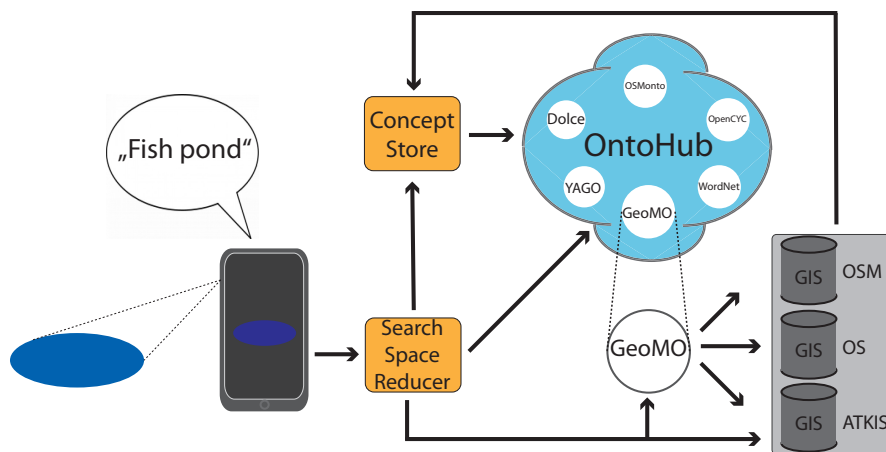 „Fish pond“
Concept
Store
OSMonto
Dolce
OpenCYC
OntoHub
YAGO
WordNet
GeoMO
Search
Space
Reducer
GeoMO
GIS
OSM
GIS
OS
GIS
ATKIS